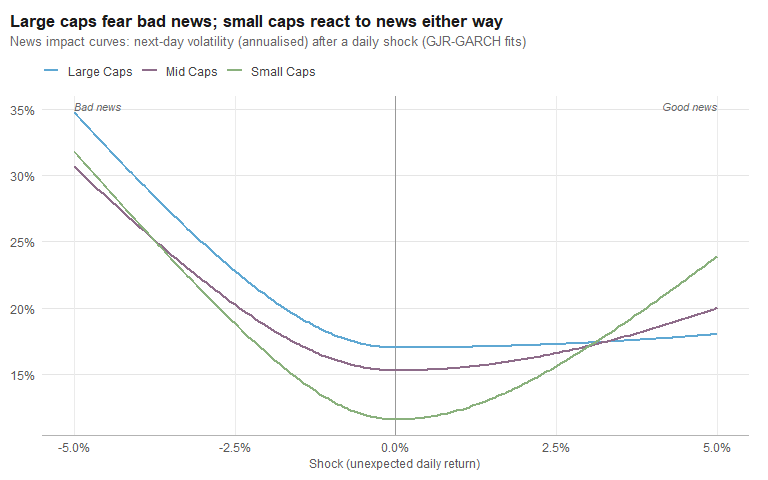 Large caps fear bad news; small caps react to news either way
News impact curves: next-day volatility (annualised) after a daily shock (GJR-GARCH fits)
Large Caps Mid Caps Small Caps
Bad news Good news
35%
30%
25%
20%
15%
-5.0% -2.5% 0.0% 2.5% 5.0%
Shock (unexpected daily return)